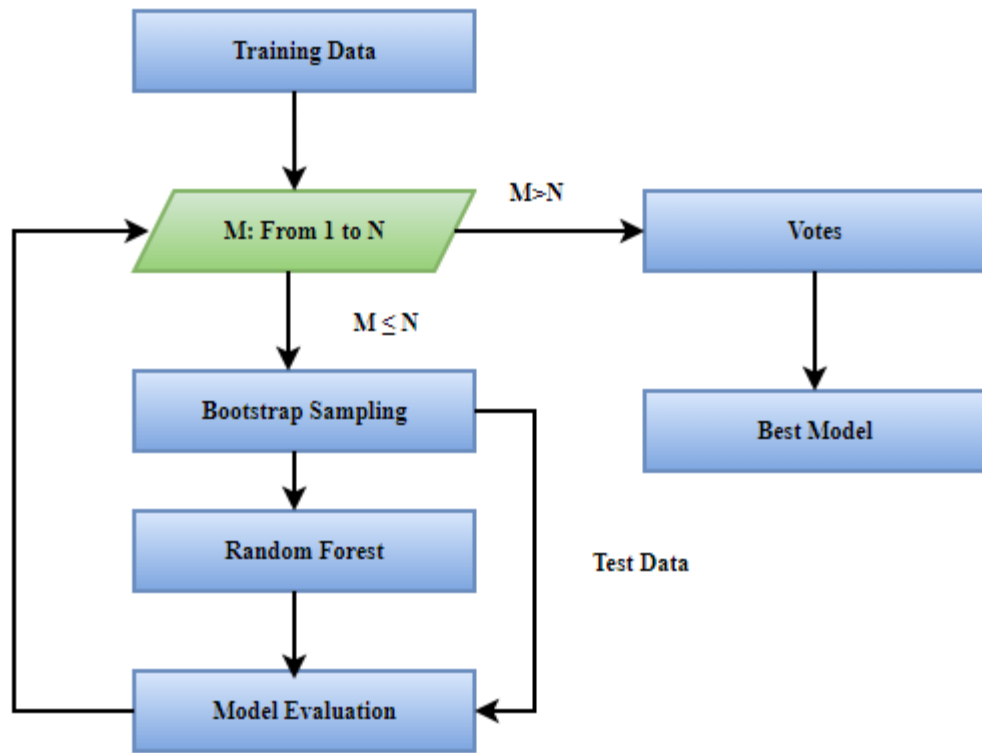 Training Data
M: From 1 to N
M>N
Votes
M ≤ N
Bootstrap Sampling
Best Model
Random Forest
Test Data
Model Evaluation